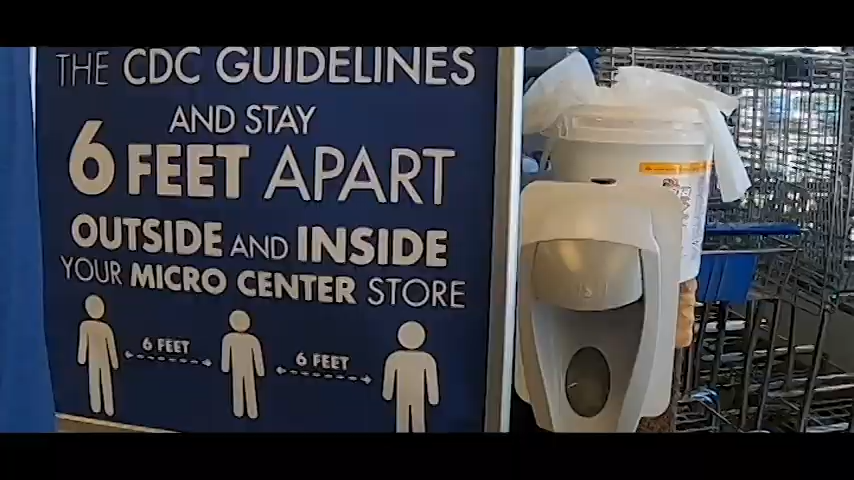 THE CDC GUIDELINES
AND STAY
6 FEET APART
OUTSIDE AND INSIDE
YOUR MICRO CENTER STORE
6 FEET
6 FEET